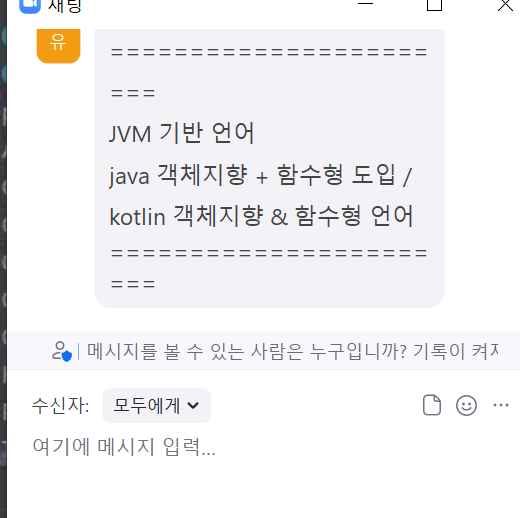 채팅
유
=======================
===
JVM 기반 언어
java 객체지향 + 함수형 도입 /
kotlin 객체지향 & 함수형 언어
=======================
===
메시지를 볼 수 있는 사람은 누구입니까? 기록이 켜져
수신자: 모두에게
여기에 메시지 입력...